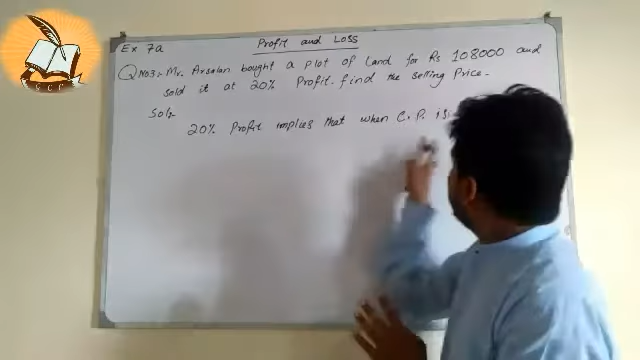 Ex 7a
Profit and Loss
Q No3:- Mr. Arsalan bought a plot of Land for Rs 108000 and
sold it at 20% Profit. find the selling Price.
Sol:-
20% Profit implies that when C.P. is
GCP